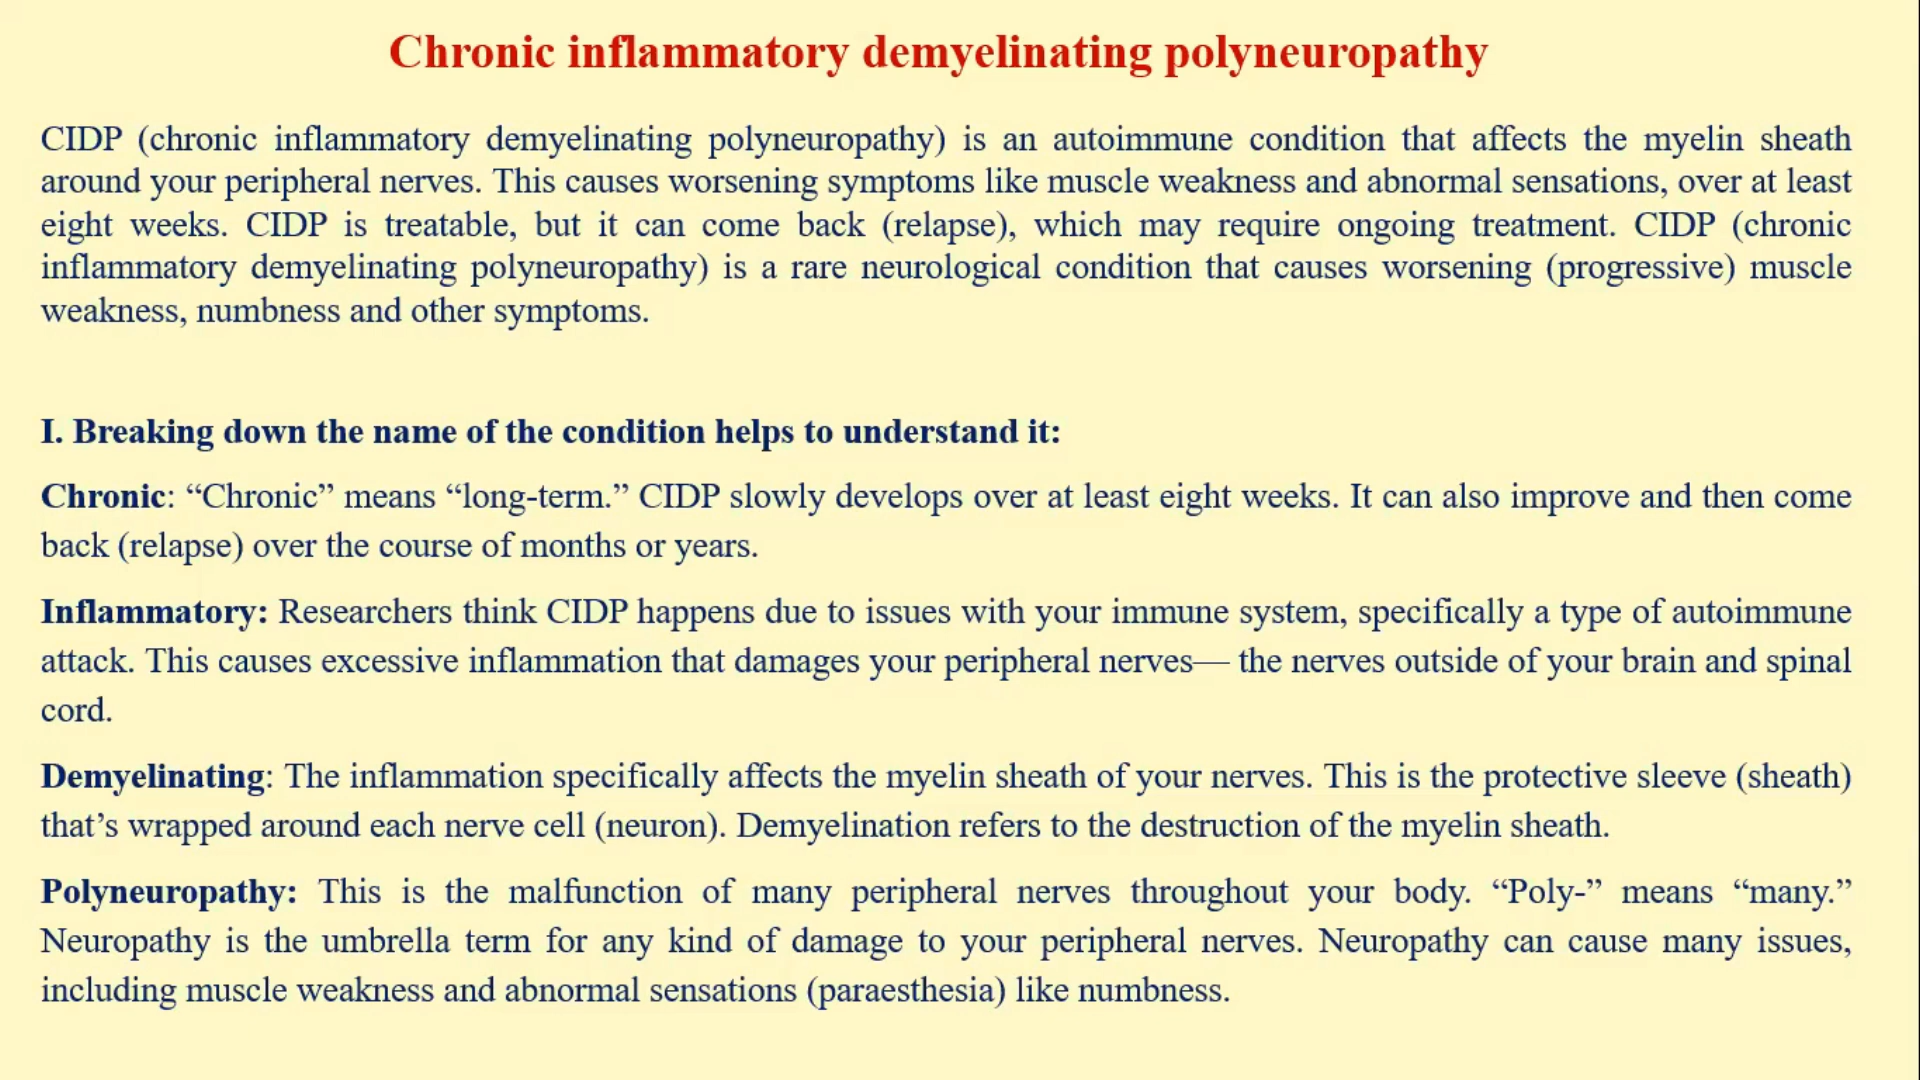 Chronic inflammatory demyelinating polyneuropathy
CIDP (chronic inflammatory demyelinating polyneuropathy) is an autoimmune condition that affects the myelin sheath
around your peripheral nerves. This causes worsening symptoms like muscle weakness and abnormal sensations, over at least
eight weeks. CIDP is treatable, but it can come back (relapse), which may require ongoing treatment. CIDP (chronic
inflammatory demyelinating polyneuropathy) is a rare neurological condition that causes worsening (progressive) muscle
weakness, numbness and other symptoms.
I. Breaking down the name of the condition helps to understand it:
Chronic: “Chronic” means “long-term.” CIDP slowly develops over at least eight weeks. It can also improve and then come
back (relapse) over the course of months or years.
Inflammatory: Researchers think CIDP happens due to issues with your immune system, specifically a type of autoimmune
attack. This causes excessive inflammation that damages your peripheral nerves— the nerves outside of your brain and spinal
cord.
Demyelinating: The inflammation specifically affects the myelin sheath of your nerves. This is the protective sleeve (sheath)
that’s wrapped around each nerve cell (neuron). Demyelination refers to the destruction of the myelin sheath.
Polyneuropathy: This is the malfunction of many peripheral nerves throughout your body. “Poly-” means “many.”
Neuropathy is the umbrella term for any kind of damage to your peripheral nerves. Neuropathy can cause many issues,
including muscle weakness and abnormal sensations (paraesthesia) like numbness.